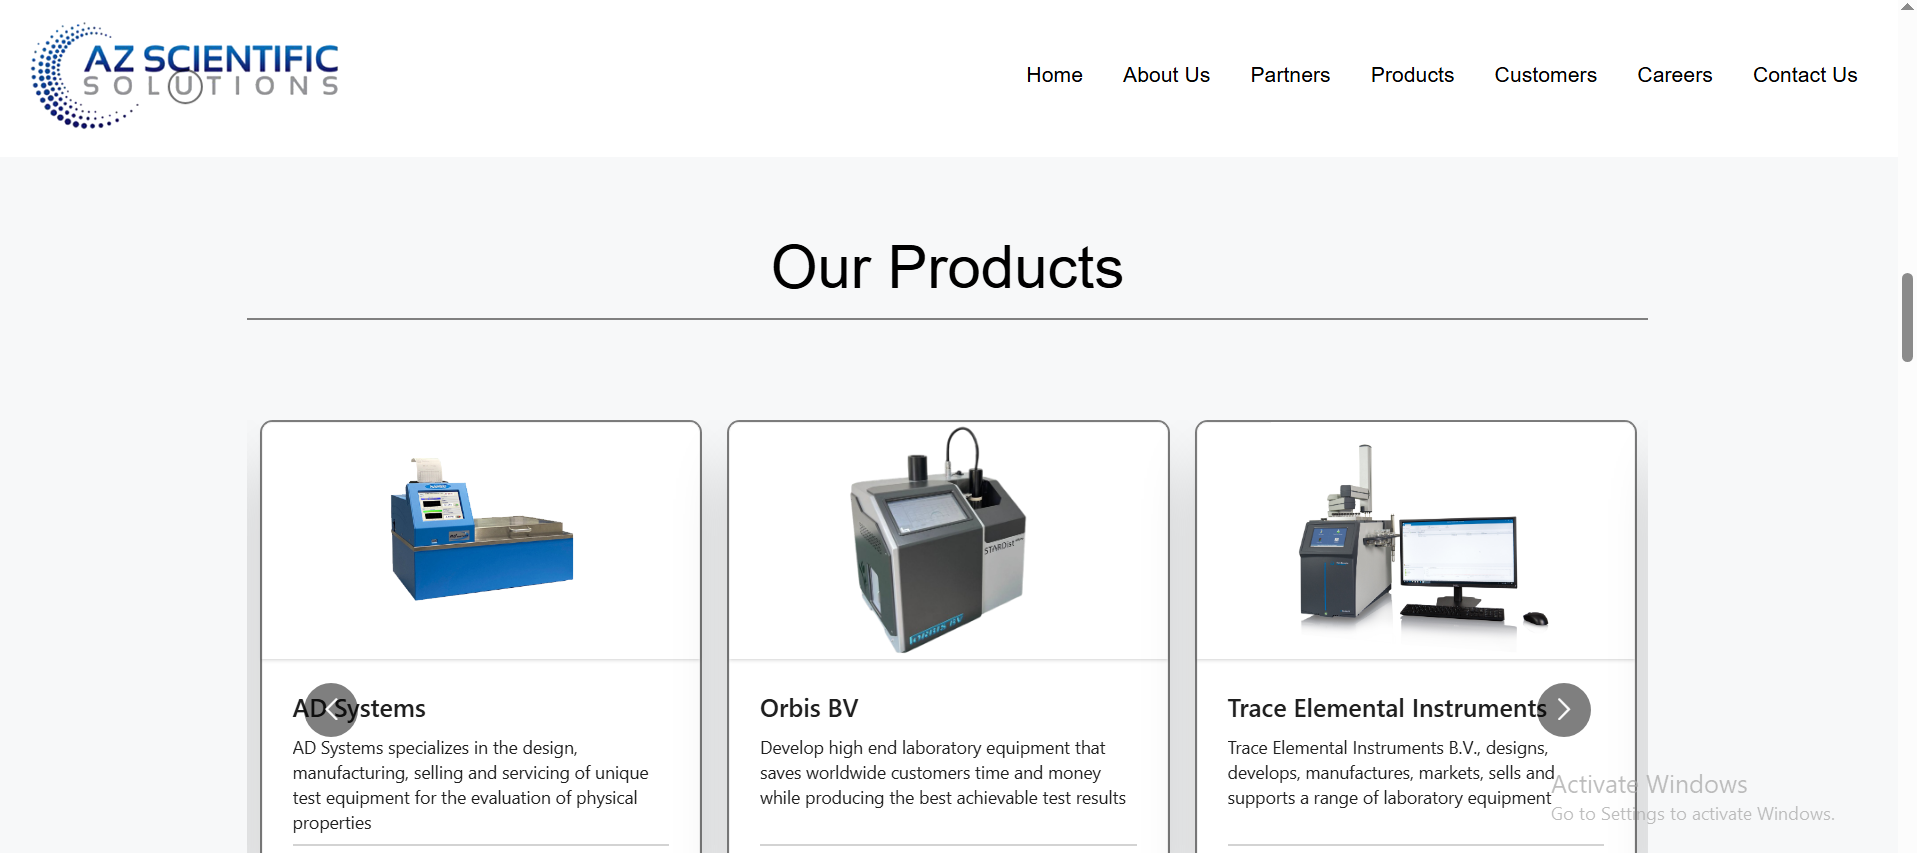 AZ SCIENTIFIC
SOLUTIONS
Home About Us Partners Products Customers Careers Contact Us
Our Products
STARDist
ORBIS BV
AD Systems
AD Systems specializes in the design,
manufacturing, selling and servicing of unique
test equipment for the evaluation of physical
properties
Orbis BV
Develop high end laboratory equipment that
saves worldwide customers time and money
while producing the best achievable test results
Trace Elemental Instruments
Trace Elemental Instruments B.V., designs,
develops, manufactures, markets, sells and
supports a range of laboratory equipment
Activate Windows
Go to Settings to activate Windows.